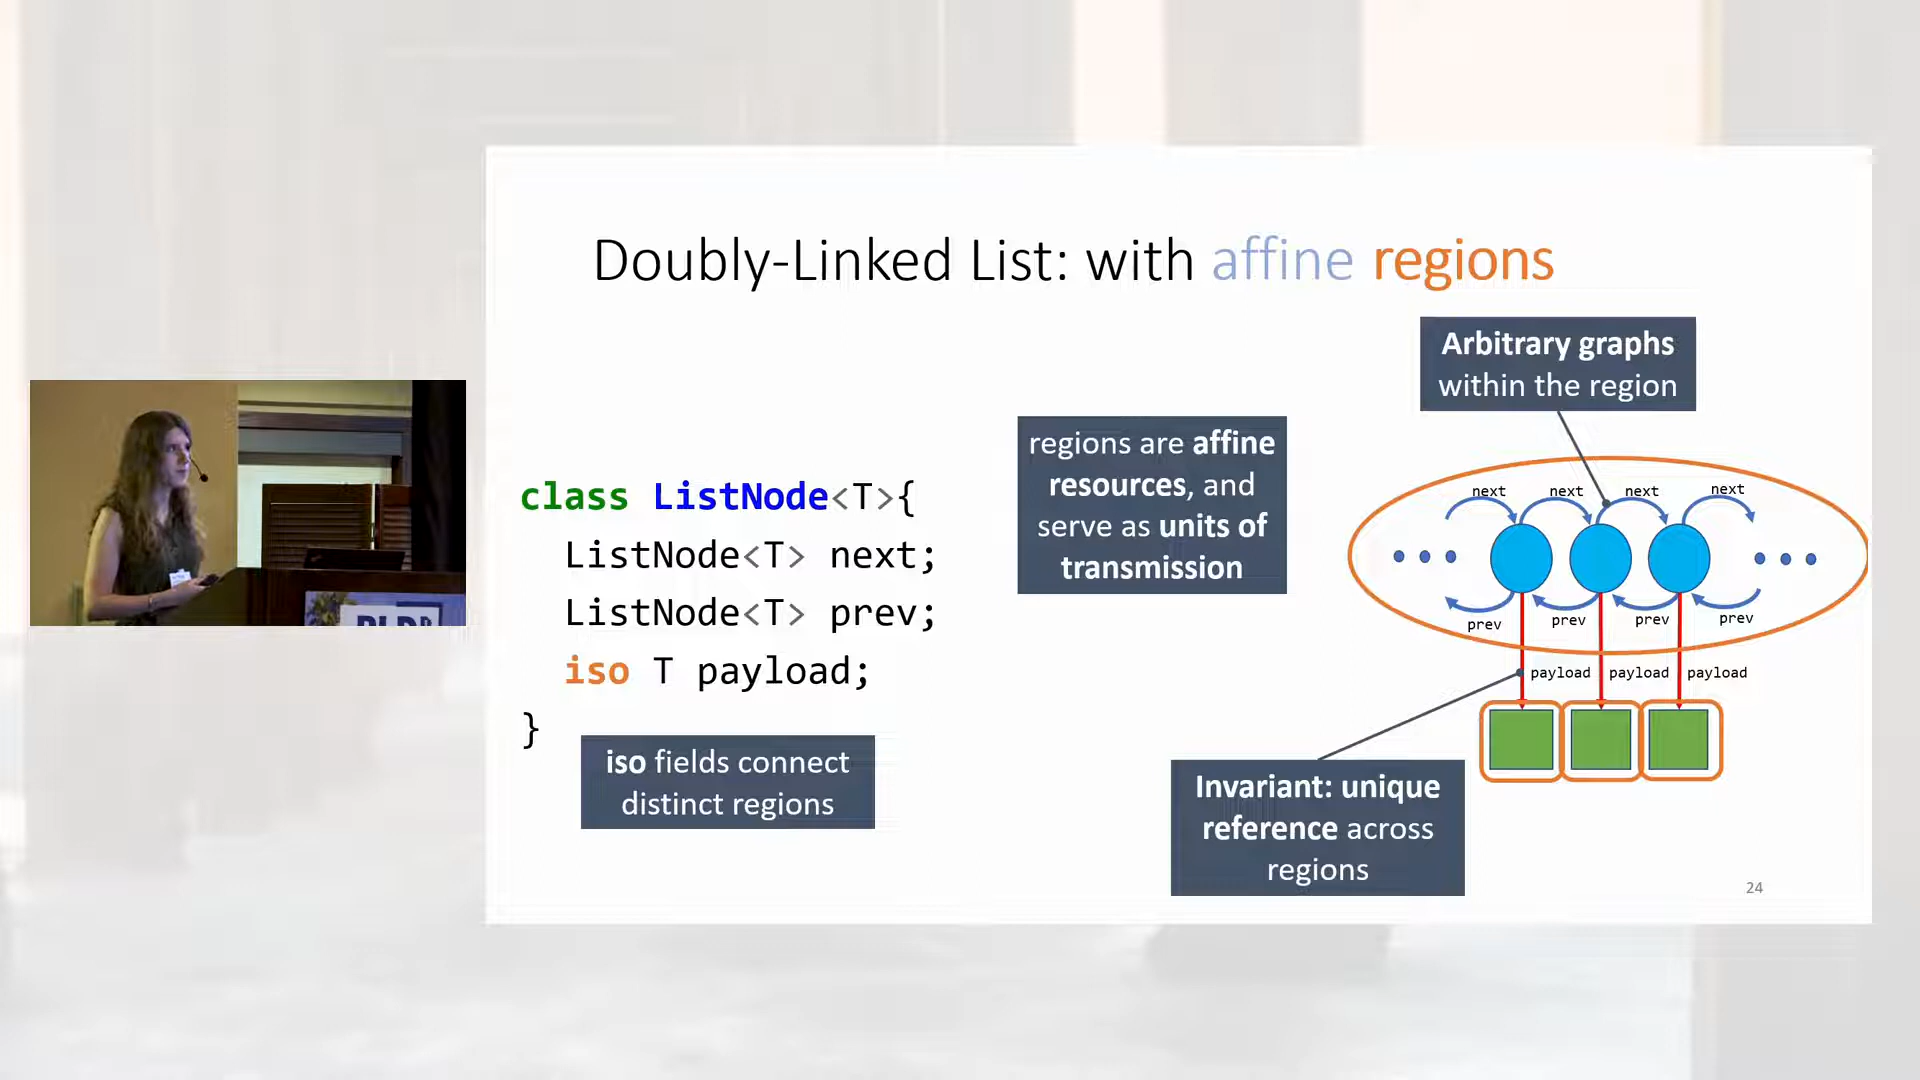 Doubly-Linked List: with affine regions
class ListNode<T>{
ListNode<T> next;
ListNode<T> prev;
iso T payload;
}
iso fields connect
distinct regions
regions are affine
resources, and
serve as units of
transmission
Arbitrary graphs
within the region
next next next next
prev prev prev prev
payload payload payload
Invariant: unique
reference across
regions
24